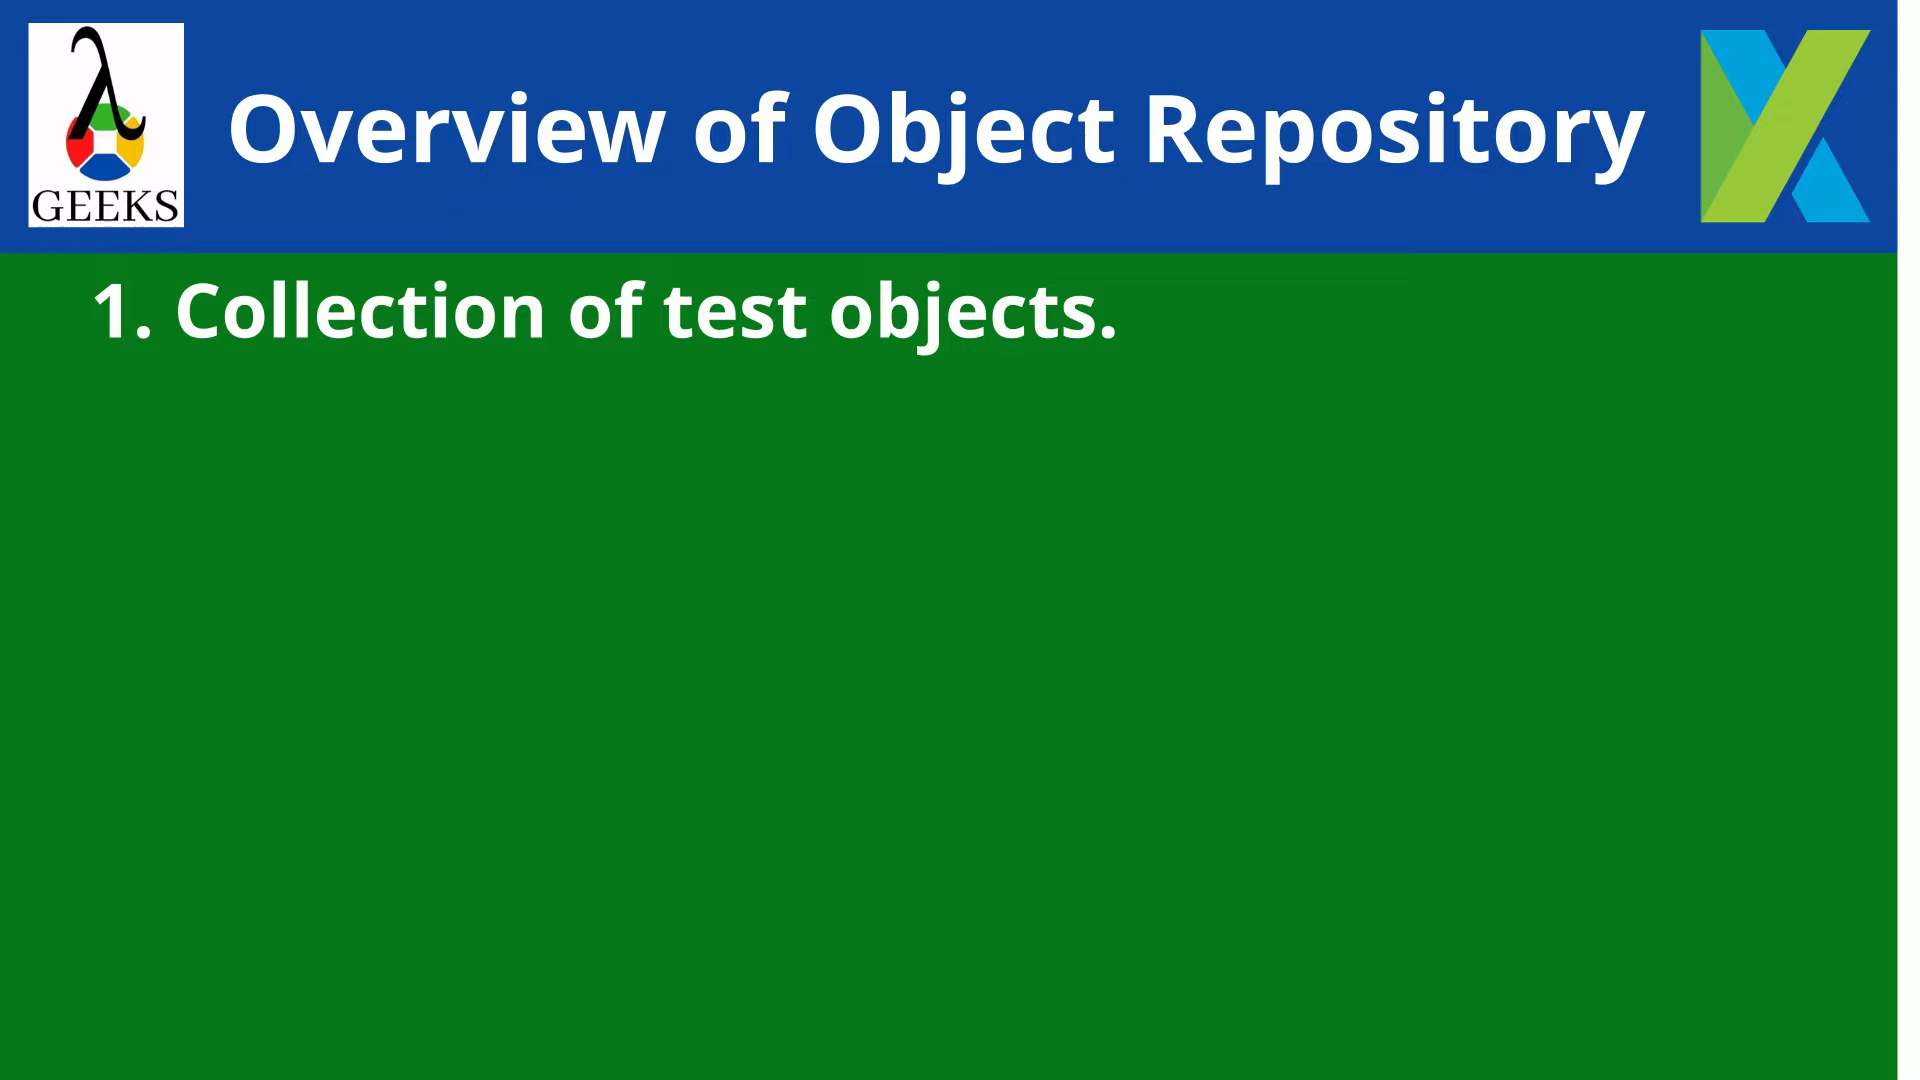 λ
GEEKS
Overview of Object Repository
1. Collection of test objects.